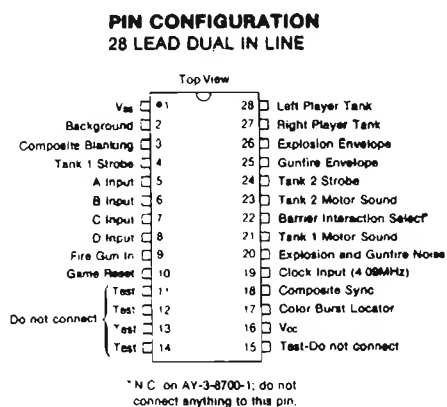 PIN CONFIGURATION
28 LEAD DUAL IN LINE
Top View
Vss 1
Background 2
Composite Blanking 3
Tank 1 Strobe 4
A Input 5
B Input 6
C Input 7
D Input 8
Fire Gun In 9
Game Reset 10
Do not connect
Test 11
Test 12
Test 13
Test 14
28 Left Player Tank
27 Right Player Tank
26 Explosion Envelope
25 Gunfire Envelope
24 Tank 2 Strobe
23 Tank 2 Motor Sound
22 Barrier Interaction Select*
21 Tank 1 Motor Sound
20 Explosion and Gunfire Noise
19 Clock Input (4.09MHz)
18 Composite Sync
17 Color Burst Locator
16 Vcc
15 Test-Do not connect
*N.C. on AY-3-8700-1; do not
connect anything to this pin.